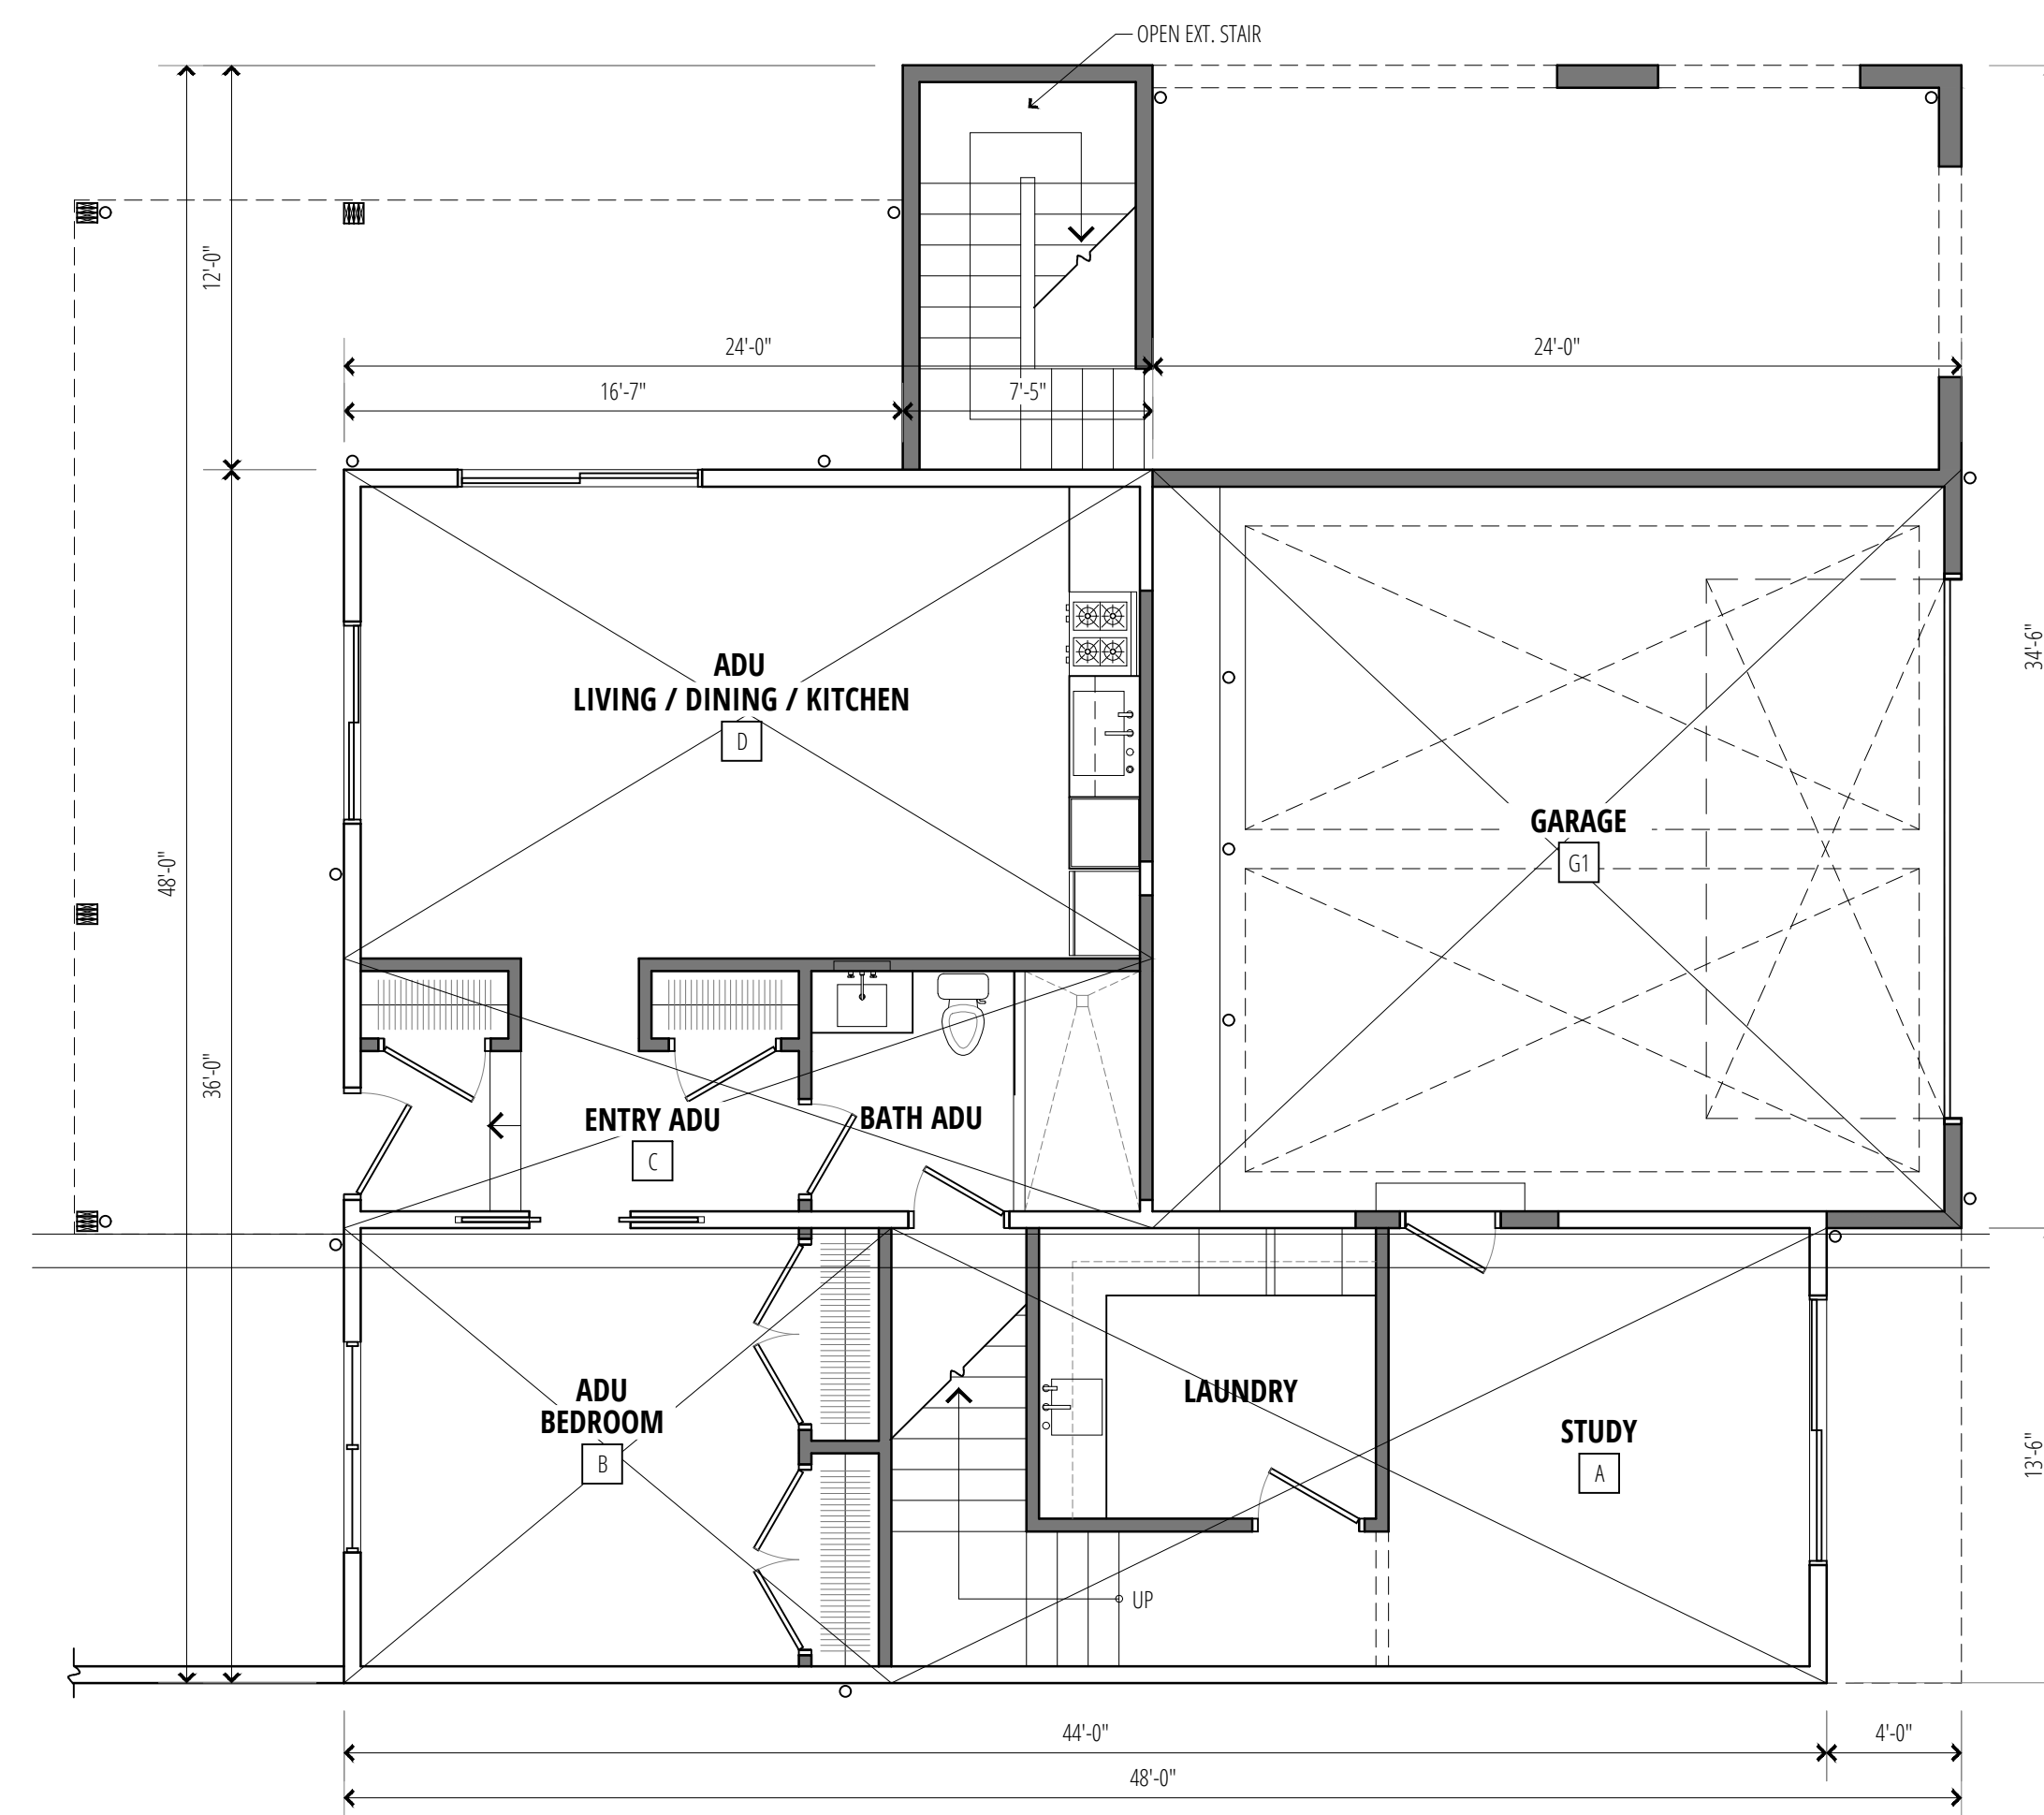 OPEN EXT. STAIR
12'-0"
24'-0"
24'-0"
16'-7"
7'-5"
34'-6"
ADU
LIVING / DINING / KITCHEN
D
GARAGE
G1
48'-0"
36'-0"
ENTRY ADU
C
BATH ADU
ADU
BEDROOM
B
LAUNDRY
STUDY
A
13'-6"
UP
44'-0"
4'-0"
48'-0"